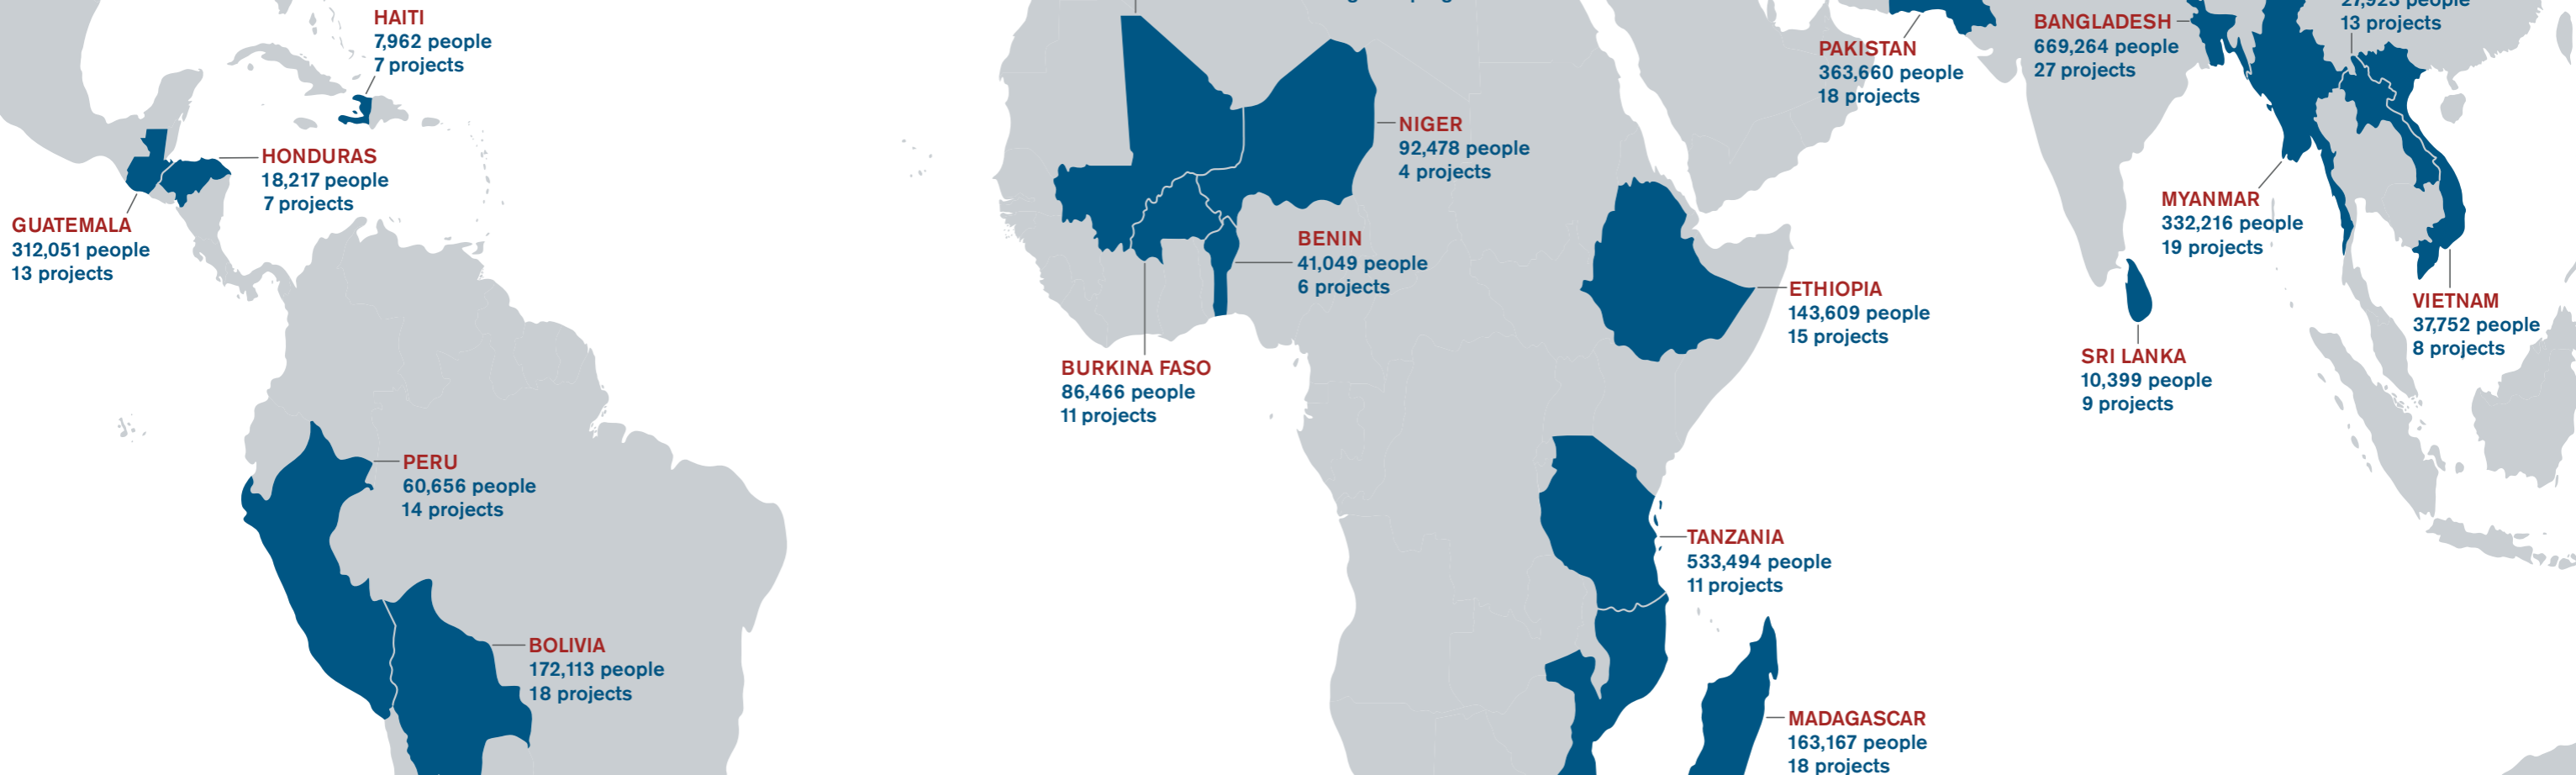 HAITI
7,962 people
7 projects
HONDURAS
18,217 people
7 projects
GUATEMALA
312,051 people
13 projects
PERU
60,656 people
14 projects
BOLIVIA
172,113 people
18 projects
NIGER
92,478 people
4 projects
BENIN
41,049 people
6 projects
BURKINA FASO
86,466 people
11 projects
ETHIOPIA
143,609 people
15 projects
TANZANIA
533,494 people
11 projects
MADAGASCAR
163,167 people
18 projects
PAKISTAN
363,660 people
18 projects
BANGLADESH
669,264 people
27 projects
people
13 projects
MYANMAR
332,216 people
19 projects
SRI LANKA
10,399 people
9 projects
VIETNAM
37,752 people
8 projects